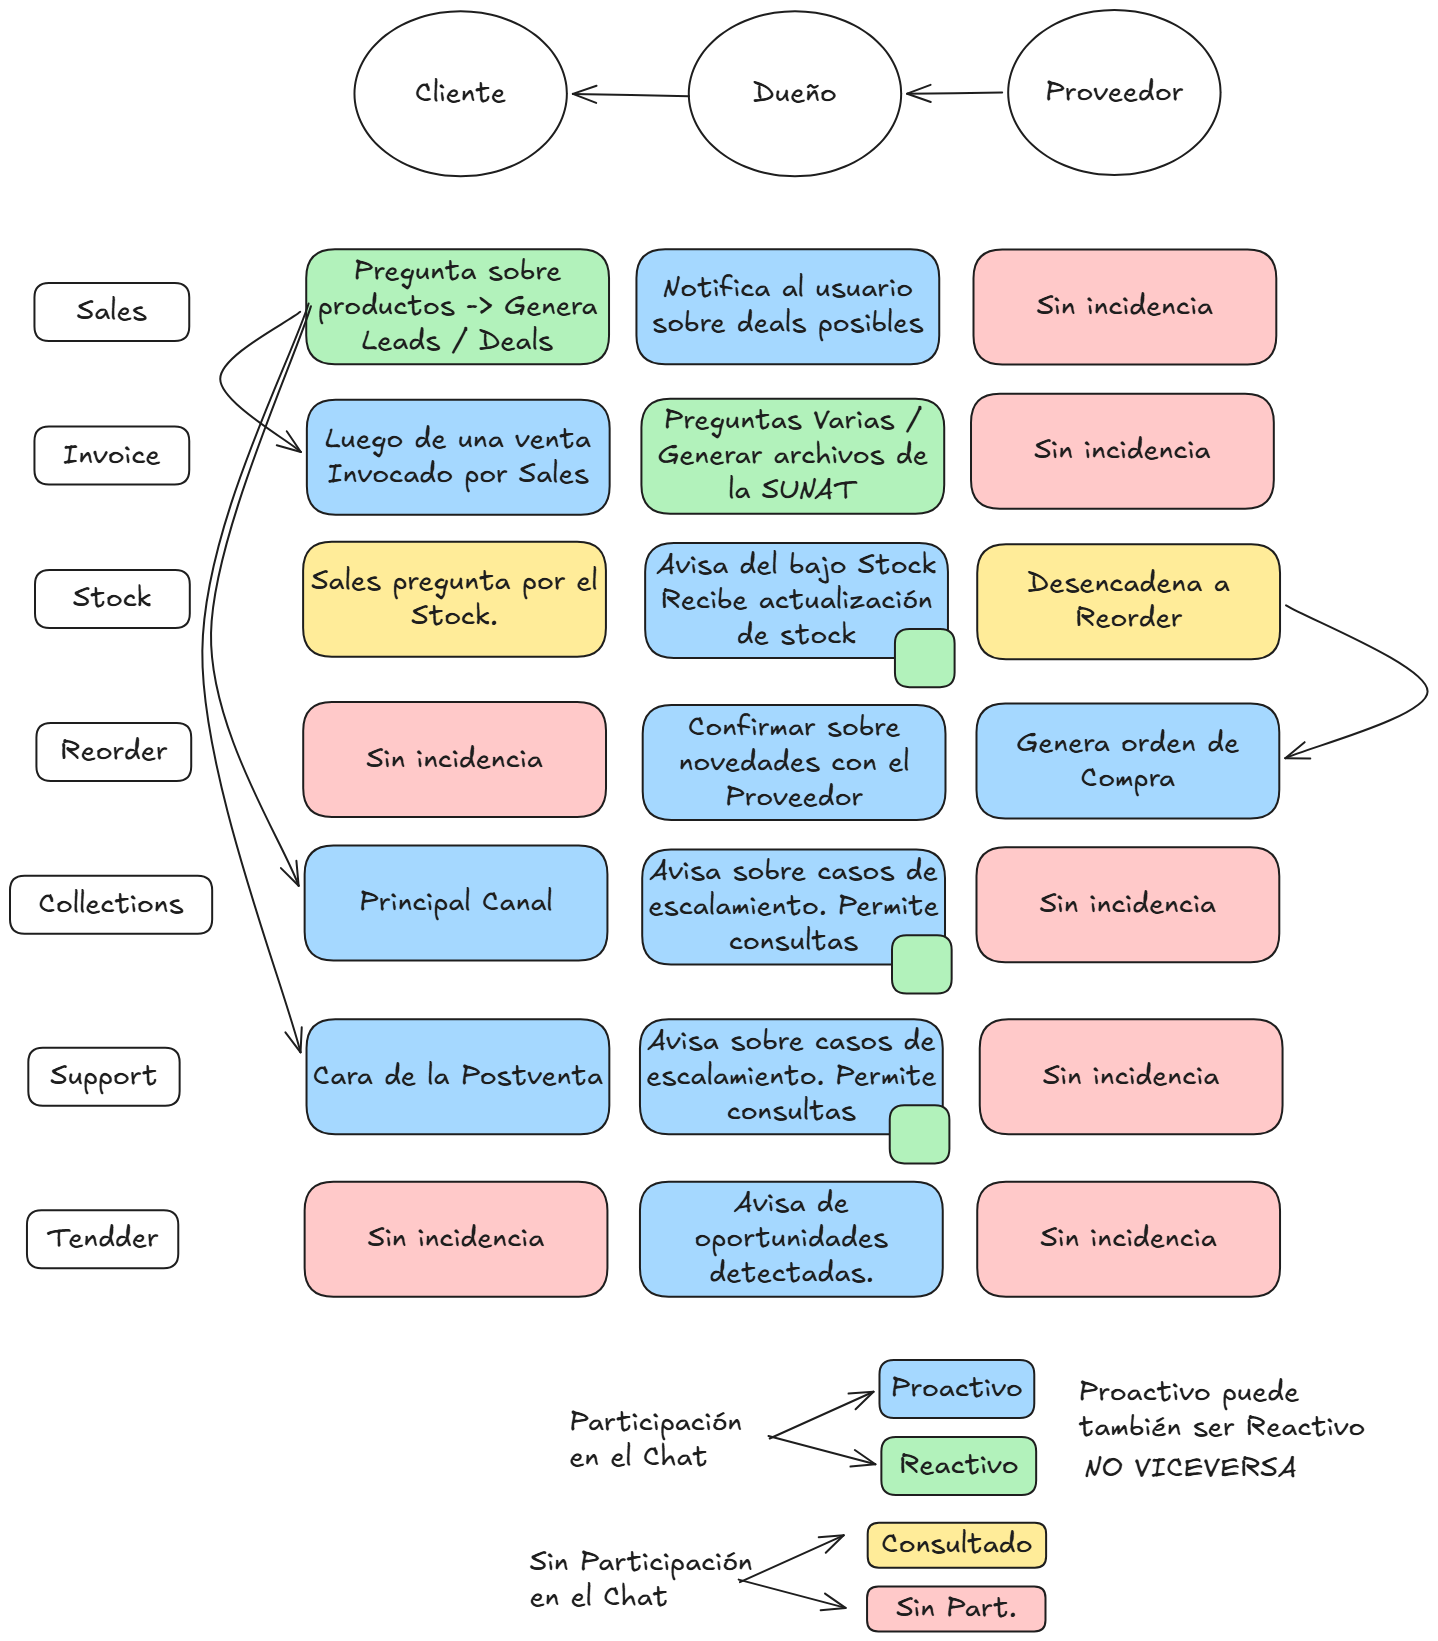 Cliente
Dueño
Proveedor
Sales
Pregunta sobre
productos -> Genera
Leads / Deals
Notifica al usuario
sobre deals posibles
Sin incidencia
Invoice
Luego de una venta
Invocado por Sales
Preguntas Varias /
Generar archivos de
la SUNAT
Sin incidencia
Stock
Sales pregunta por el
Stock.
Avisa del bajo Stock
Recibe actualización
de stock
Desencadena a
Reorder
Reorder
Sin incidencia
Confirmar sobre
novedades con el
Proveedor
Genera orden de
Compra
Collections
Principal Canal
Avisa sobre casos de
escalamiento. Permite
consultas
Sin incidencia
Support
Cara de la Postventa
Avisa sobre casos de
escalamiento. Permite
consultas
Sin incidencia
Tendder
Sin incidencia
Avisa de
oportunidades
detectadas.
Sin incidencia
Participación
en el Chat
Proactivo
Reactivo
Proactivo puede
también ser Reactivo
NO VICEVERSA
Sin Participación
en el Chat
Consultado
Sin Part.